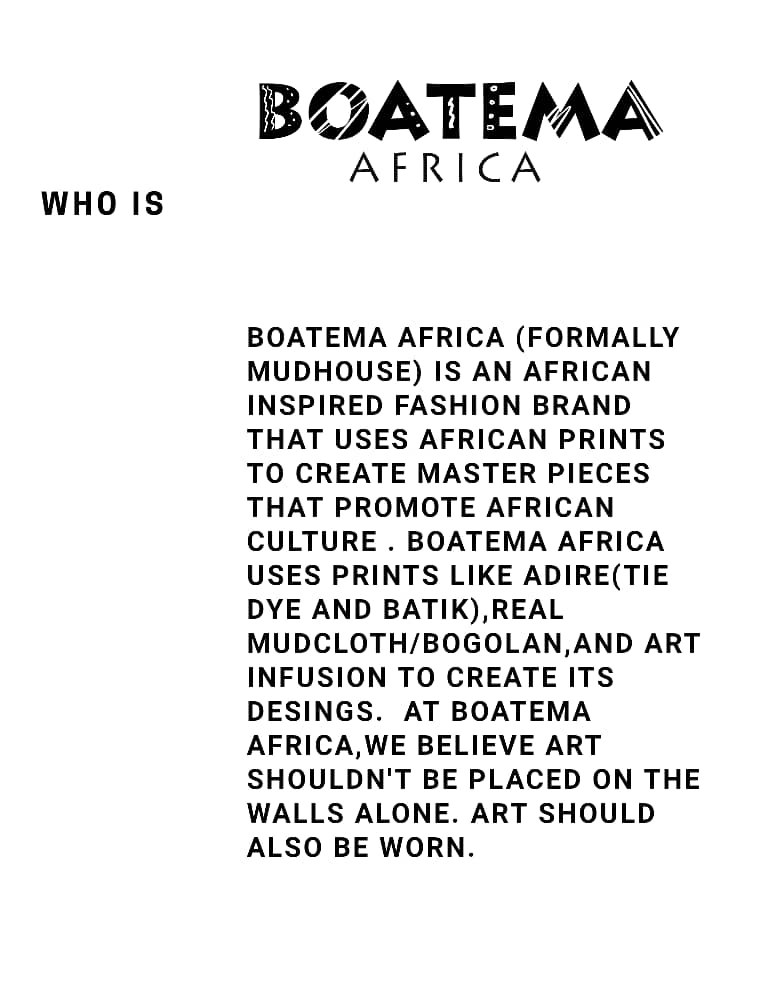 BOATEMA
AFRICA
WHO IS
BOATEMA AFRICA (FORMALLY
MUDHOUSE) IS AN AFRICAN
INSPIRED FASHION BRAND
THAT USES AFRICAN PRINTS
TO CREATE MASTER PIECES
THAT PROMOTE AFRICAN
CULTURE . BOATEMA AFRICA
USES PRINTS LIKE ADIRE(TIE
DYE AND BATIK),REAL
MUDCLOTH/BOGOLAN,AND ART
INFUSION TO CREATE ITS
DESINGS.  AT BOATEMA
AFRICA,WE BELIEVE ART
SHOULDN'T BE PLACED ON THE
WALLS ALONE. ART SHOULD
ALSO BE WORN.